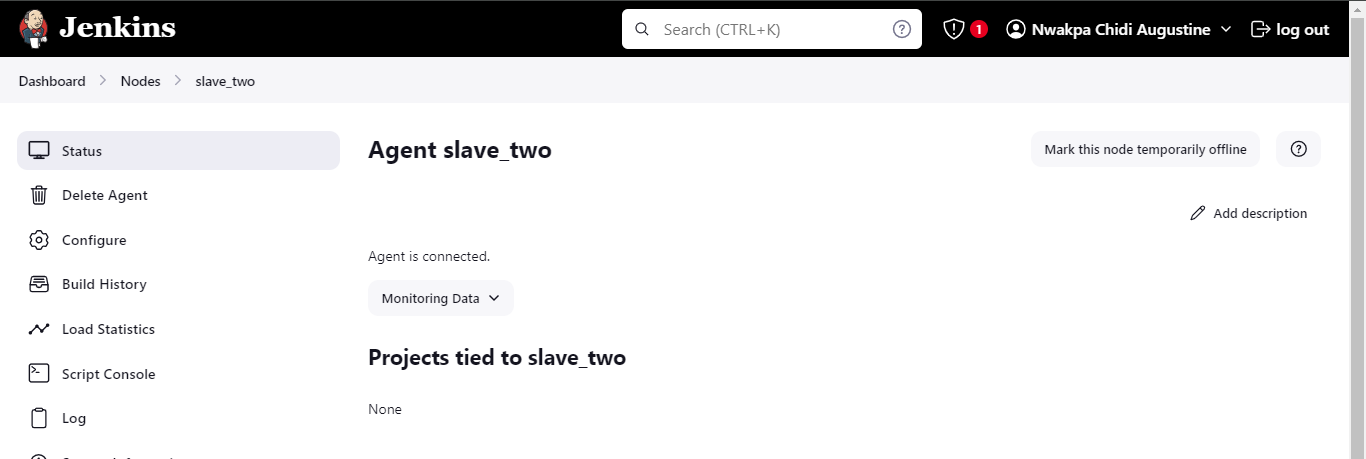 Jenkins
Search (CTRL+K)
1
Nwakpa Chidi Augustine
log out
Dashboard
Nodes
slave_two
Status
Delete Agent
Configure
Build History
Load Statistics
Script Console
Log
Agent slave_two
Mark this node temporarily offline
Add description
Agent is connected.
Monitoring Data
Projects tied to slave_two
None